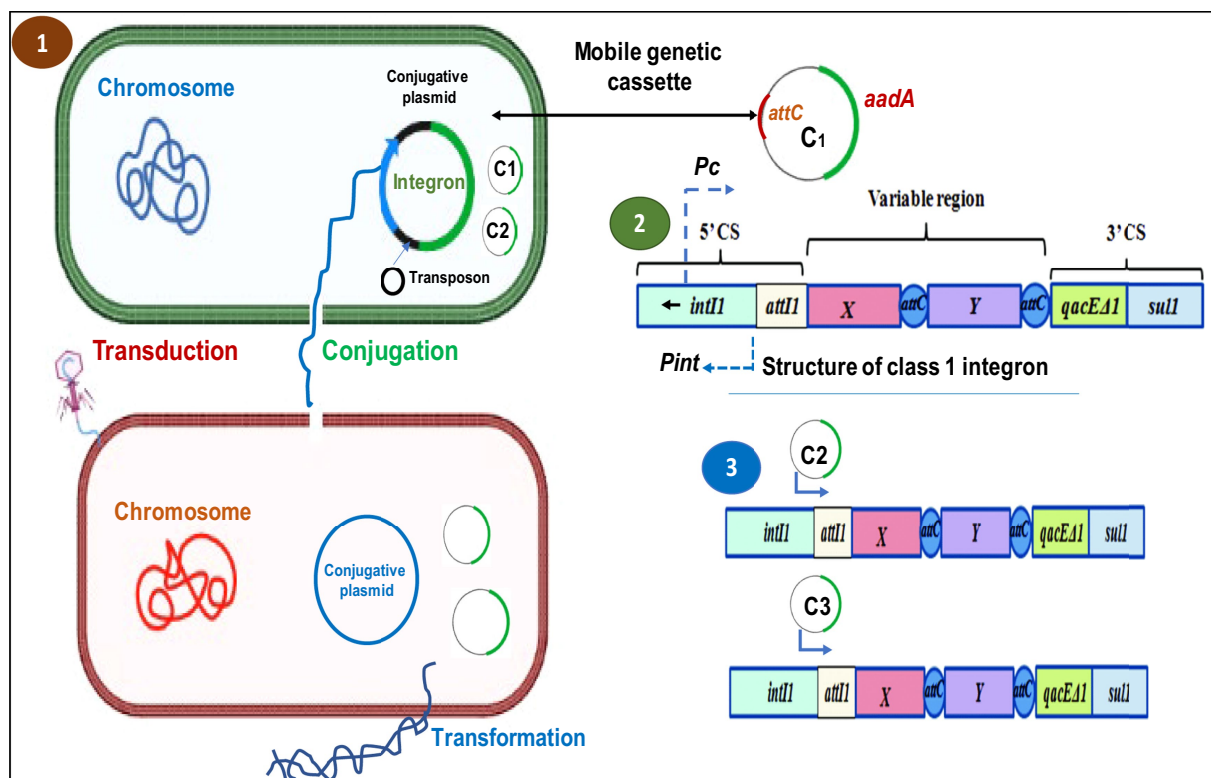 1
Chromosome
Conjugative
plasmid
Integron
C1
C2
Transposon
Mobile genetic
cassette
attC
C1
aadA
Transduction
Conjugation
Chromosome
Conjugative
plasmid
Transformation
2
Pc
Variable region
5’ CS
3’ CS
intI1
attI1
X
attC
Y
attC
qacEΔ1
sul1
Pint
Structure of class 1 integron
3
C2
intI1
attI1
X
attC
Y
attC
qacEΔ1
sul1
C3
intI1
attI1
X
attC
Y
attC
qacEΔ1
sul1